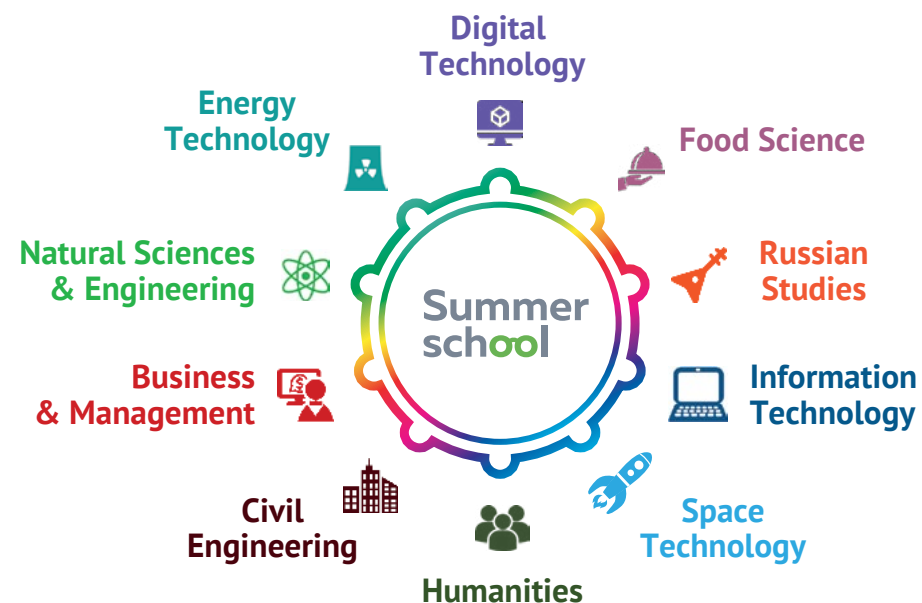 Digital
Technology
Energy
Technology
Food Science
Natural Sciences
& Engineering
Russian
Studies
Summer
school
Business
& Management
Information
Technology
Civil
Engineering
Space
Technology
Humanities